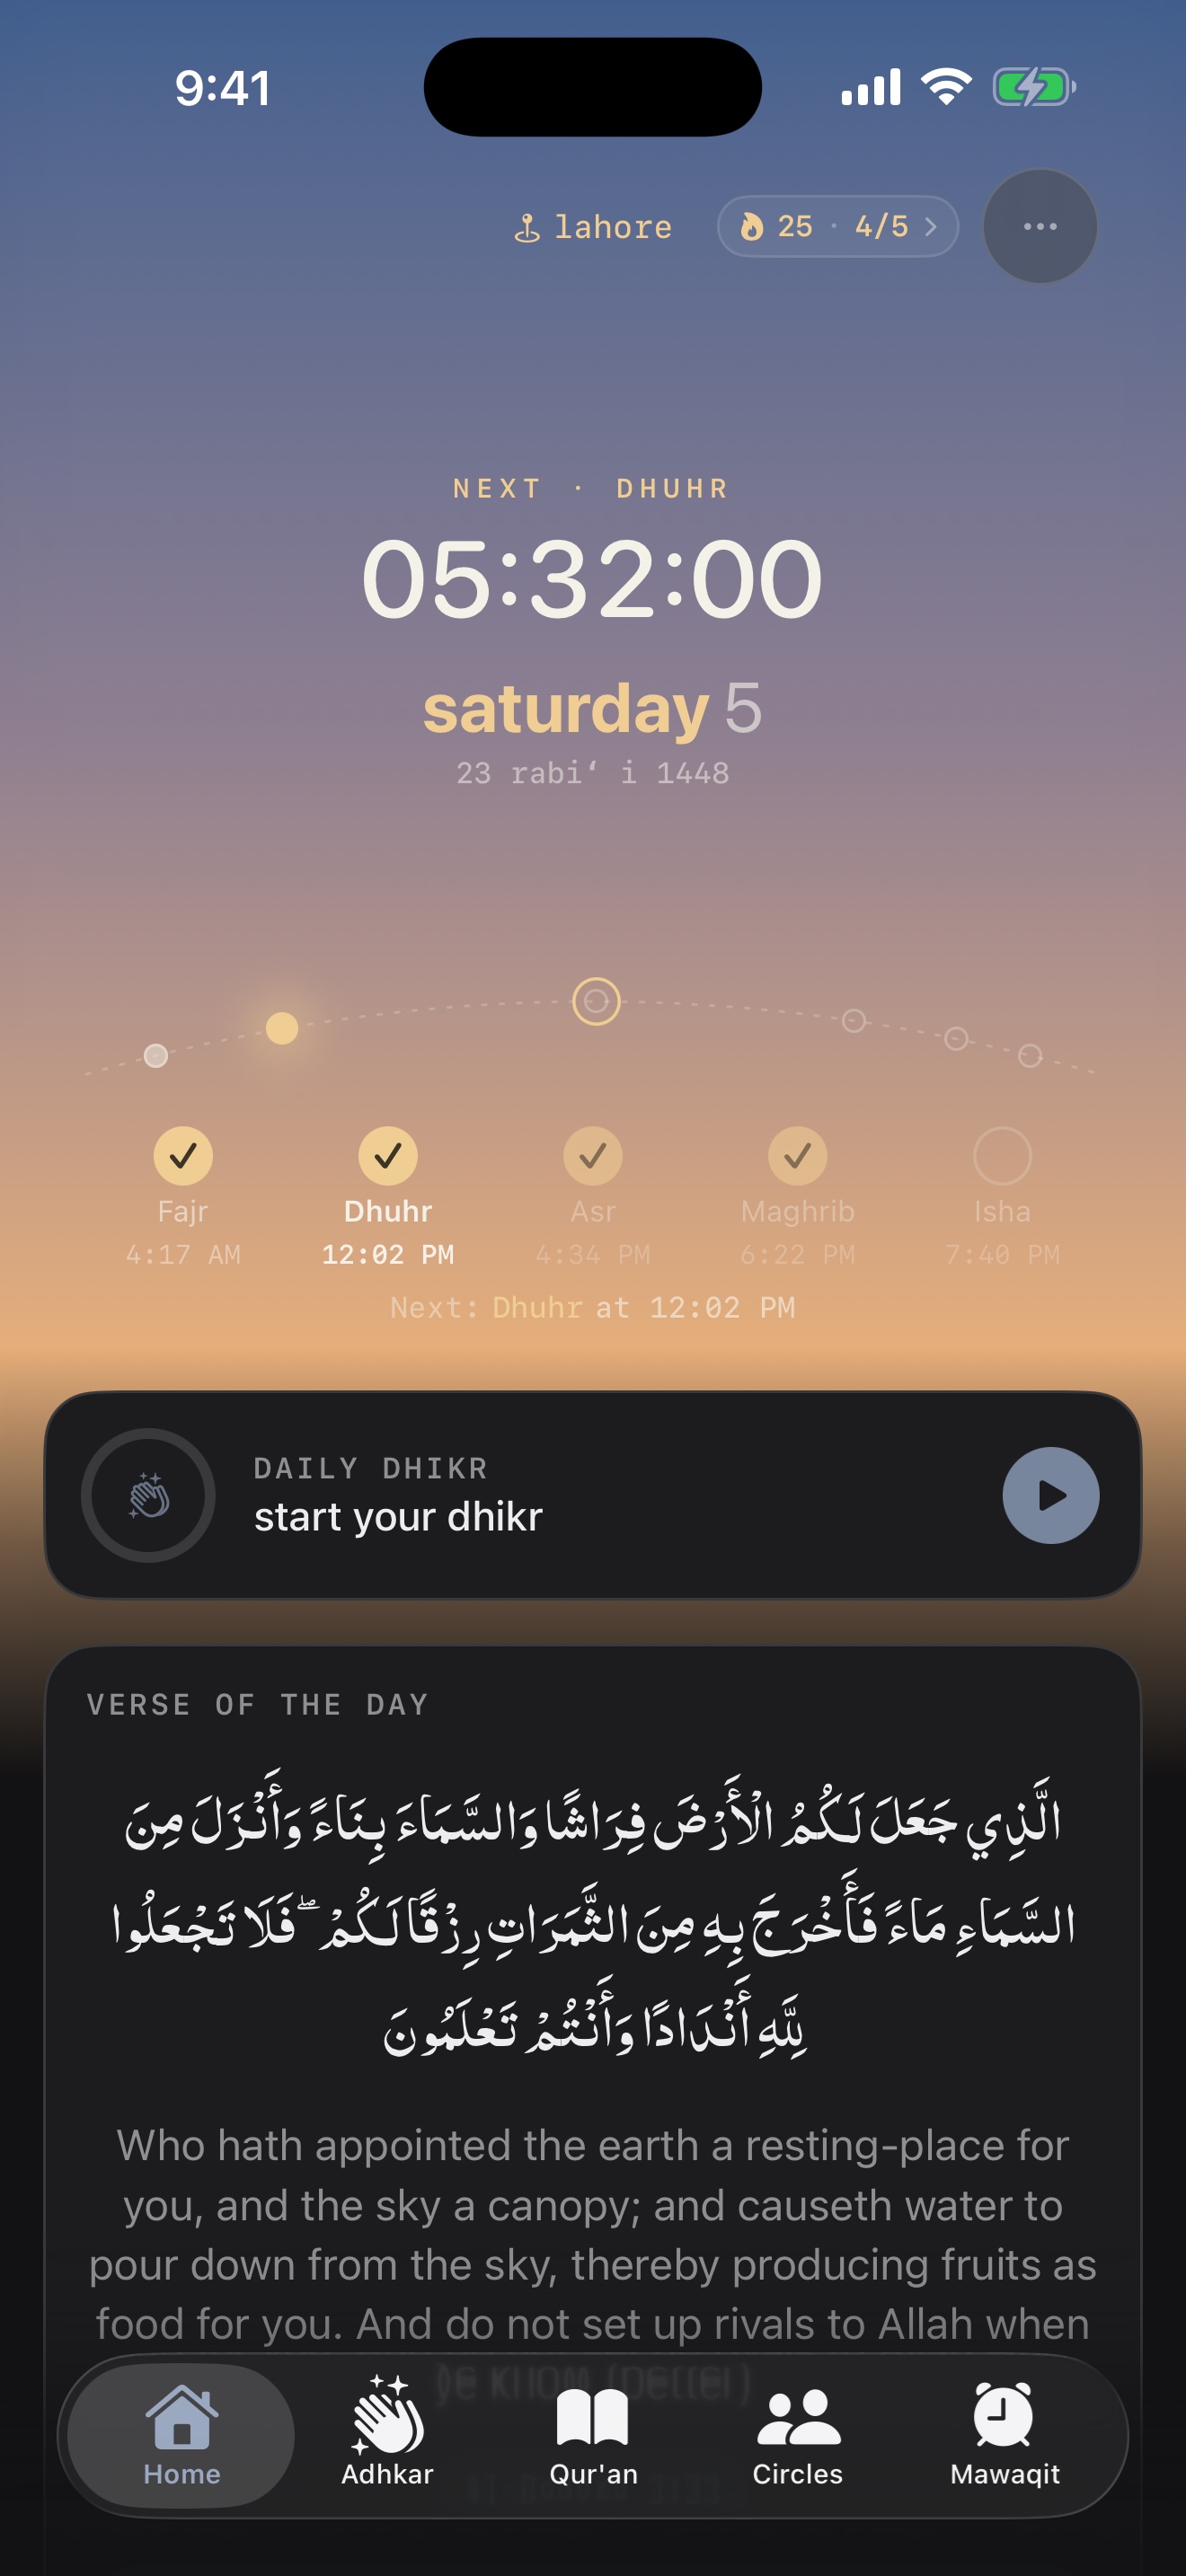 9:41
lahore
25 · 4/5
NEXT · DHUHR
05:32:00
saturday 5
23 rabiʻ i 1448
Fajr Dhuhr Asr Maghrib Isha
4:17 AM 12:02 PM 4:34 PM 6:22 PM 7:40 PM
Next: Dhuhr at 12:02 PM
DAILY DHIKR
start your dhikr
VERSE OF THE DAY
الَّذِي جَعَلَ لَكُمُ الْأَرْضَ فِرَاشًا وَالسَّمَاءَ بِنَاءً وَأَنْزَلَ مِنَ
السَّمَاءِ مَاءً فَأَخْرَجَ بِهِ مِنَ الثَّمَرَاتِ رِزْقًا لَكُمْ ۖ فَلَا تَجْعَلُوا
لِلَّهِ أَنْدَادًا وَأَنْتُمْ تَعْلَمُونَ
Who hath appointed the earth a resting-place for
you, and the sky a canopy; and causeth water to
pour down from the sky, thereby producing fruits as
food for you. And do not set up rivals to Allah when
Home Adhkar Qur'an Circles Mawaqit